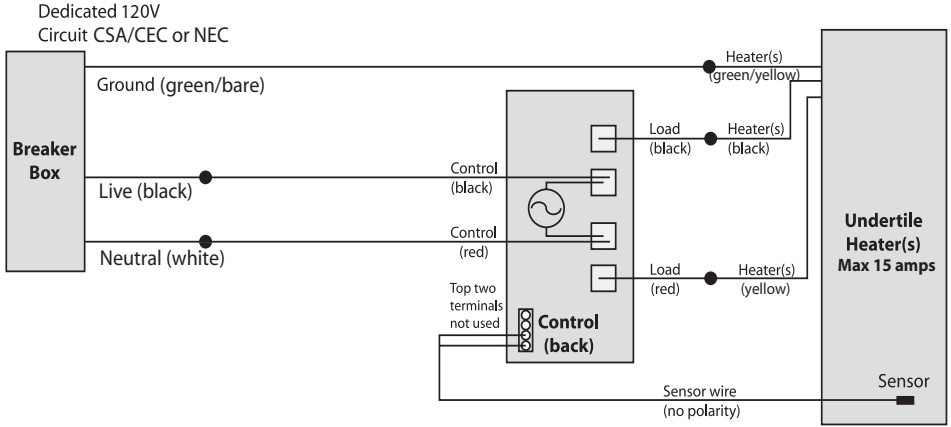 Dedicated 120V
Circuit CSA/CEC or NEC
Ground (green/bare)
Heater(s)
(green/yellow)
Breaker
Box
Live (black)
Control
(black)
Load
(black)
Heater(s)
(black)
Neutral (white)
Control
(red)
Load
(red)
Heater(s)
(yellow)
Undertile
Heater(s)
Max 15 amps
Top two
terminals
not used
Control
(back)
Sensor
Sensor wire
(no polarity)